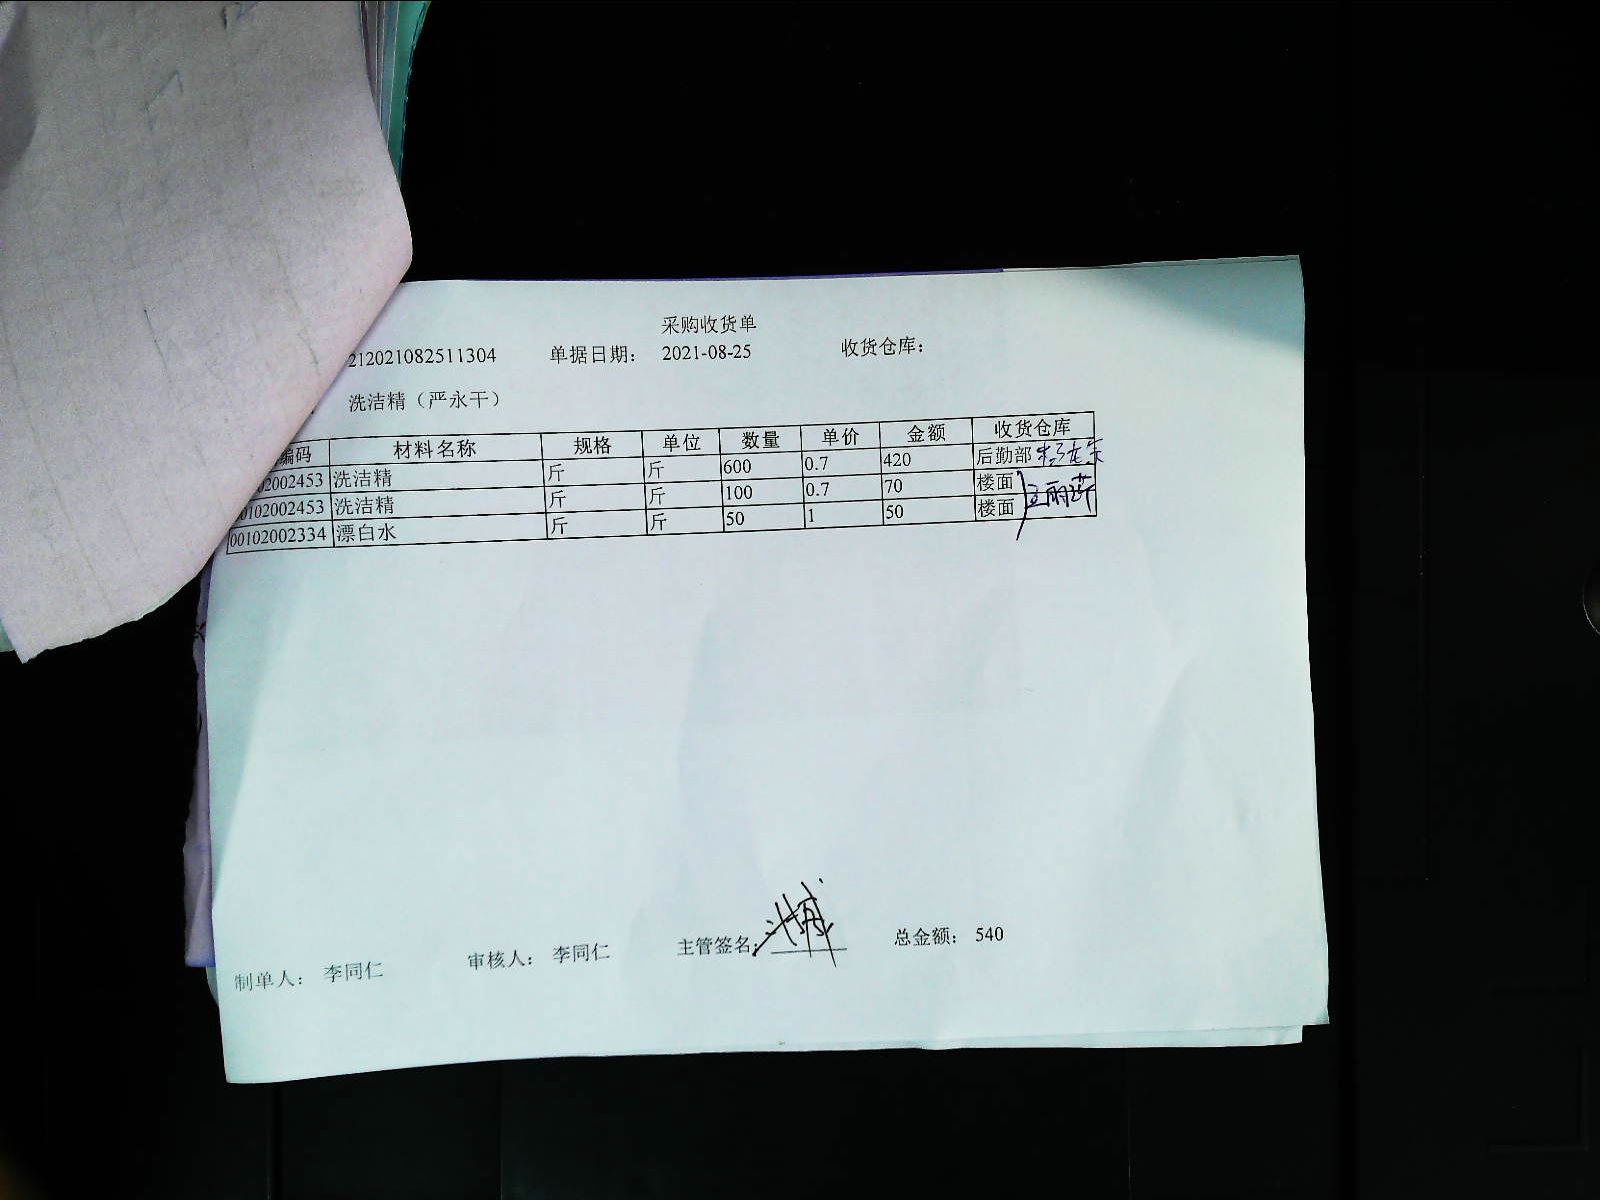 采购收货单
212021082511304 单据日期： 2021-08-25 收货仓库：
洗洁精（严永干）
编码 材料名称 规格 单位 数量 单价 金额 收货仓库
02002453 洗洁精 斤 斤 600 0.7 420 后勤部
0102002453 洗洁精 斤 斤 100 0.7 70 楼面
00102002334 漂白水 斤 斤 50 1 50 楼面
制单人： 李同仁 审核人： 李同仁 主管签名： 总金额： 540